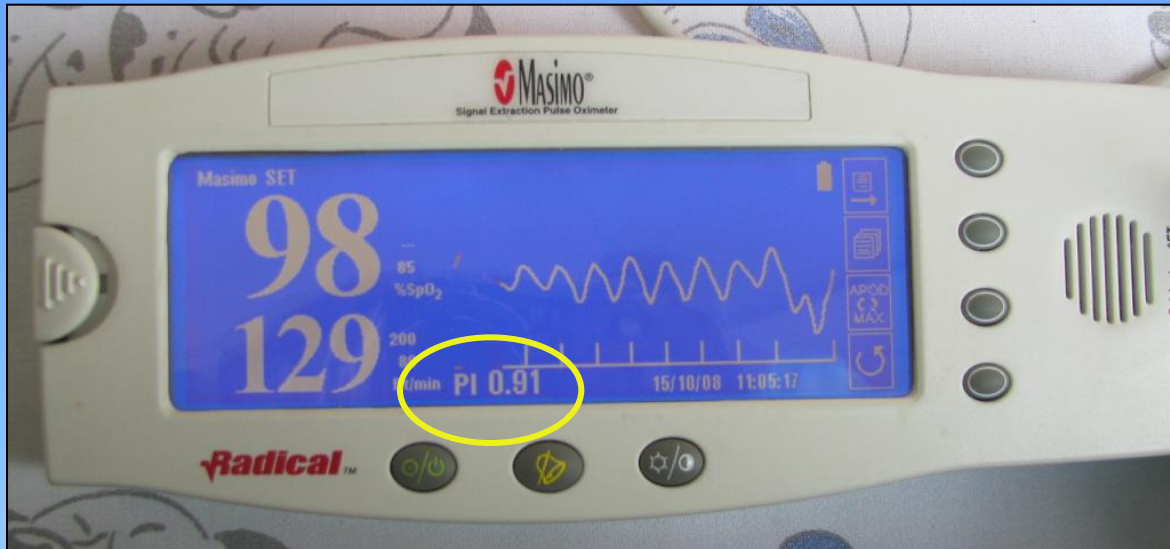 MASIMO®
Signal Extraction Pulse Oximeter
Masimo SET
98
---
85
%SpO2
129
200
PI 0.91
15/10/08 11:05:17
APOD
MAX
Radical™